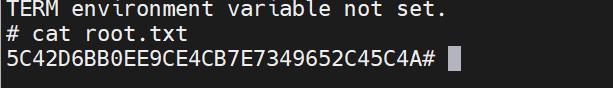 TERM environment variable not set.
# cat root.txt
5C42D6BB0EE9CE4CB7E7349652C45C4A#